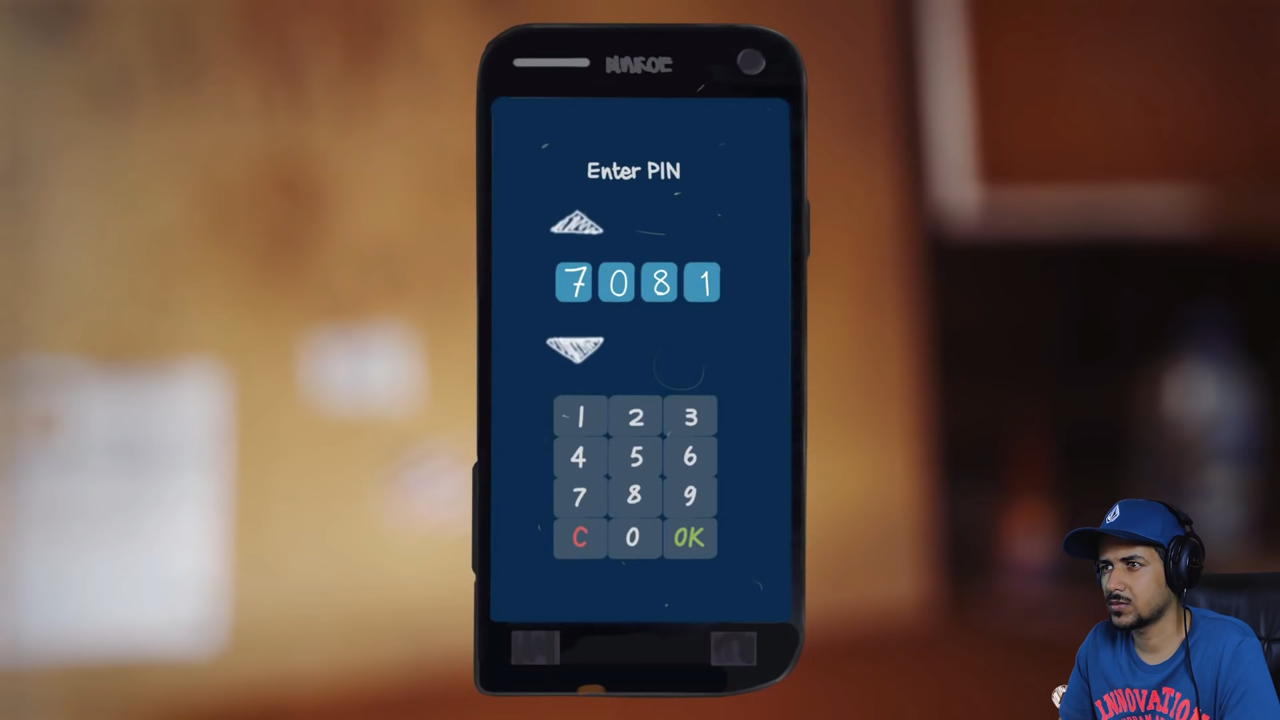 Enter PIN
7 0 8 1
1 2 3
4 5 6
7 8 9
C 0 OK
INNOVATION